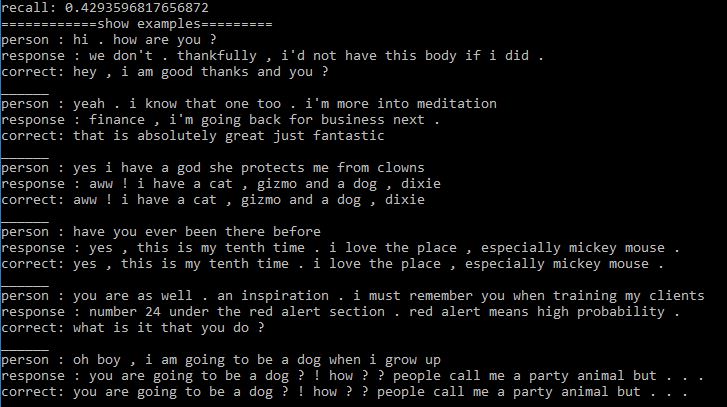 recall: 0.4293596817656872
============show examples=========
person : hi . how are you ?
response : we don't . thankfully , i'd not have this body if i did .
correct: hey , i am good thanks and you ?
______
person : yeah . i know that one too . i'm more into meditation
response : finance , i'm going back for business next .
correct: that is absolutely great just fantastic
______
person : yes i have a god she protects me from clowns
response : aww ! i have a cat , gizmo and a dog , dixie
correct: aww ! i have a cat , gizmo and a dog , dixie
______
person : have you ever been there before
response : yes , this is my tenth time . i love the place , especially mickey mouse .
correct: yes , this is my tenth time . i love the place , especially mickey mouse .
______
person : you are as well . an inspiration . i must remember you when training my clients
response : number 24 under the red alert section . red alert means high probability .
correct: what is it that you do ?
______
person : oh boy , i am going to be a dog when i grow up
response : you are going to be a dog ? ! how ? ? people call me a party animal but . . .
correct: you are going to be a dog ? ! how ? ? people call me a party animal but . . .